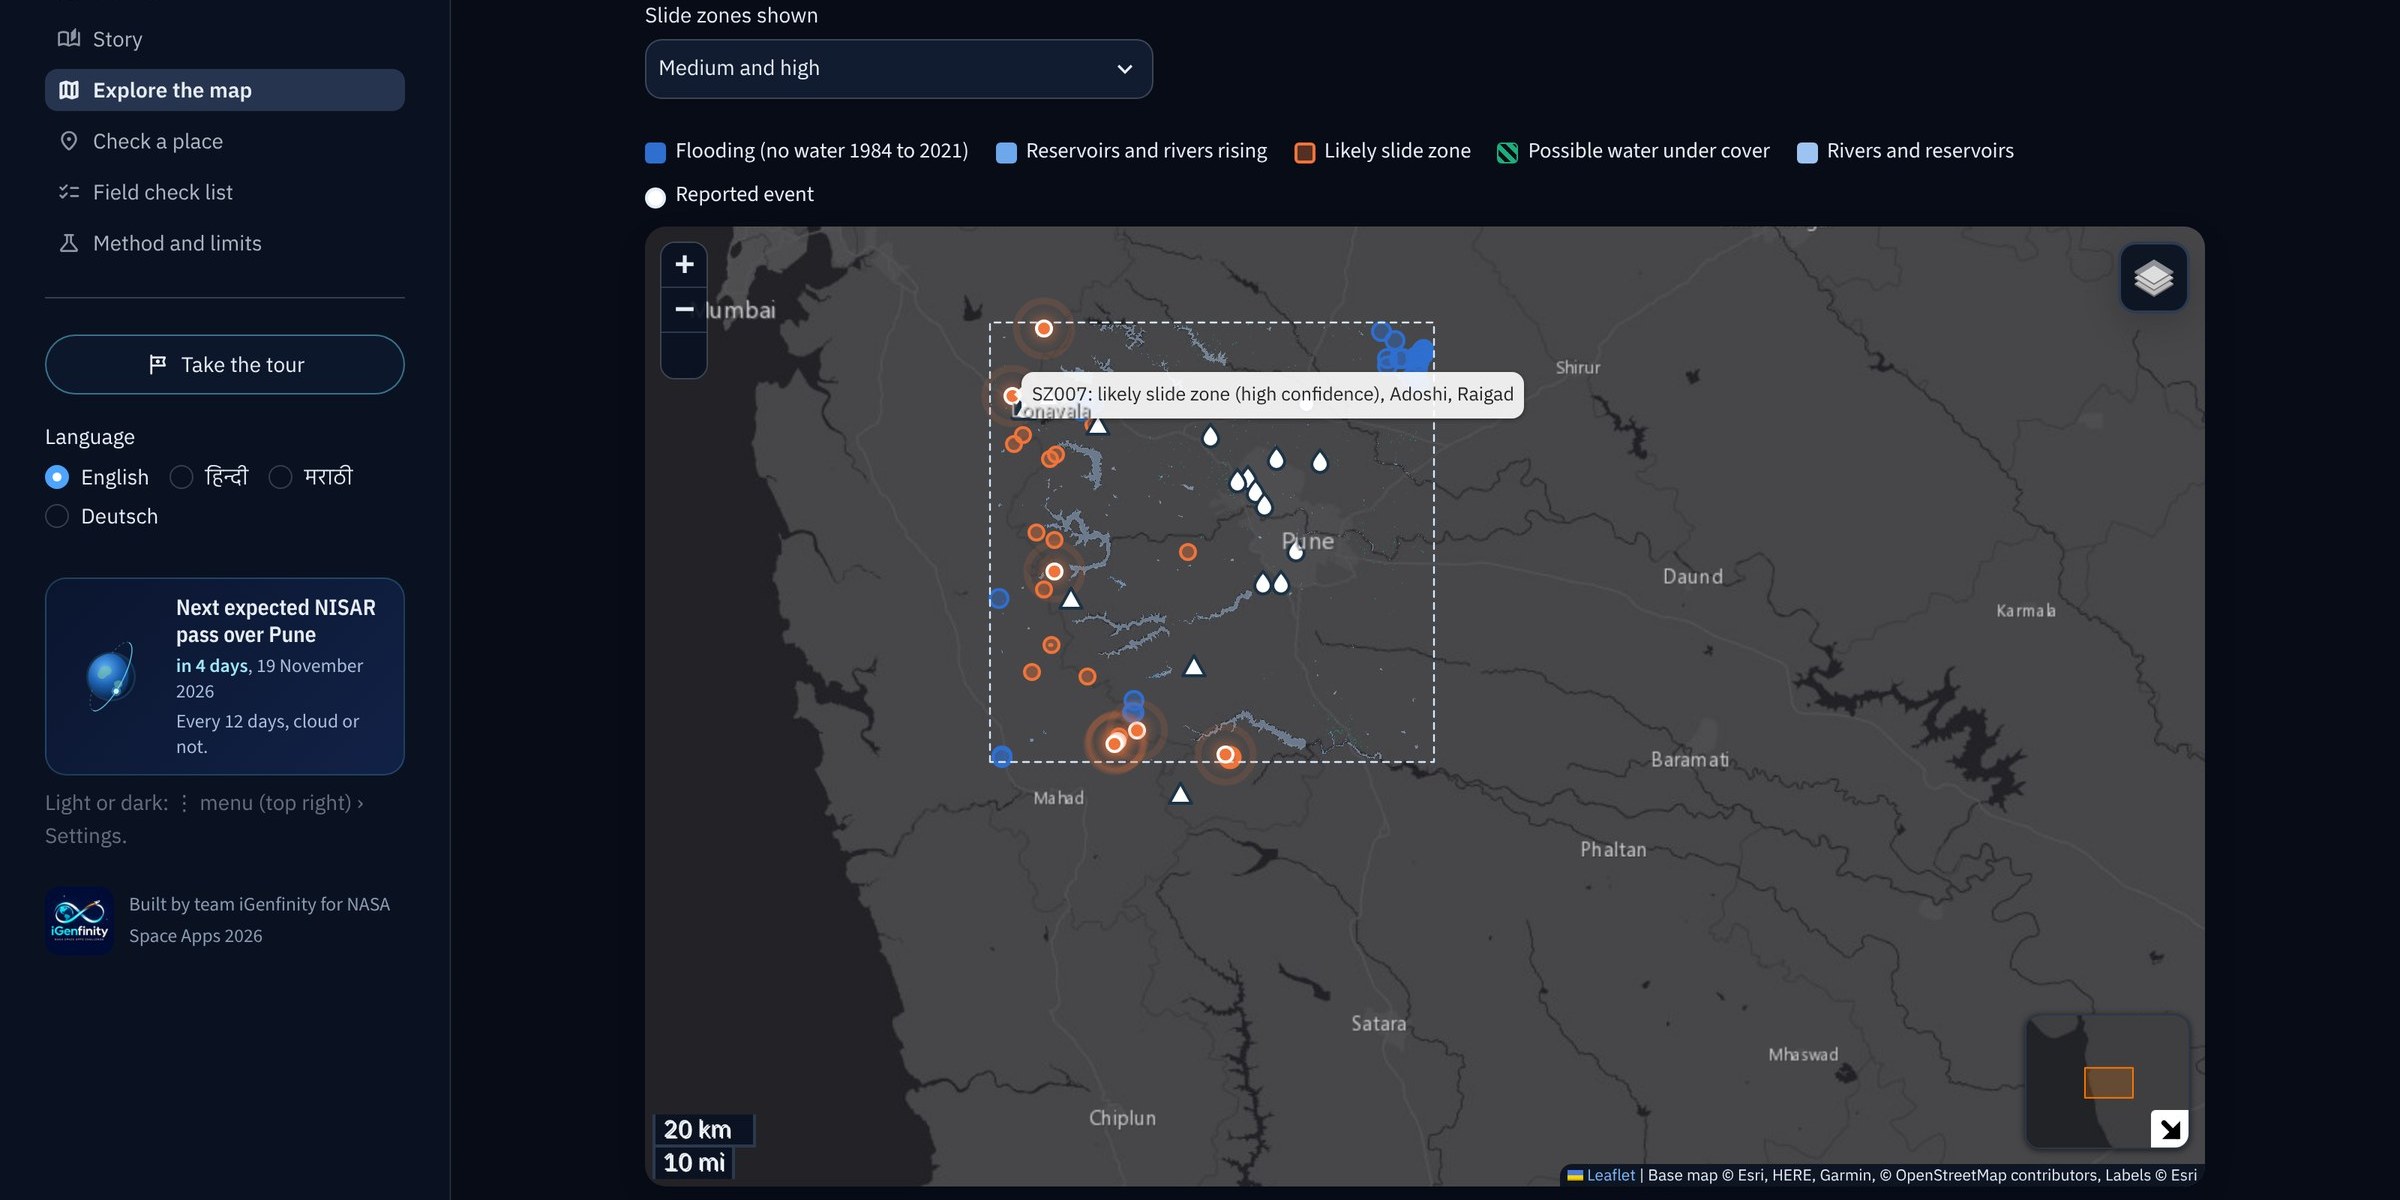 Slide zones shown
Medium and high
Story
Explore the map
Check a place
Field check list
Method and limits
Take the tour
Language
English
हिन्दी
मराठी
Deutsch
Next expected NISAR
pass over Pune
in 4 days, 19 November
2026
Every 12 days, cloud or
not.
Light or dark: ⋮ menu (top right) ›
Settings.
iGenfinity
Built by team iGenfinity for NASA
Space Apps 2026
Flooding (no water 1984 to 2021)
Reservoirs and rivers rising
Likely slide zone
Possible water under cover
Rivers and reservoirs
Reported event
+
−
Mumbai
SZ007: likely slide zone (high confidence), Adoshi, Raigad
Lonavala
Shirur
Pune
Daund
Karmala
Baramati
Mahad
Phaltan
Satara
Mhaswad
Chiplun
20 km
10 mi
Leaflet | Base map © Esri, HERE, Garmin, © OpenStreetMap contributors, Labels © Esri